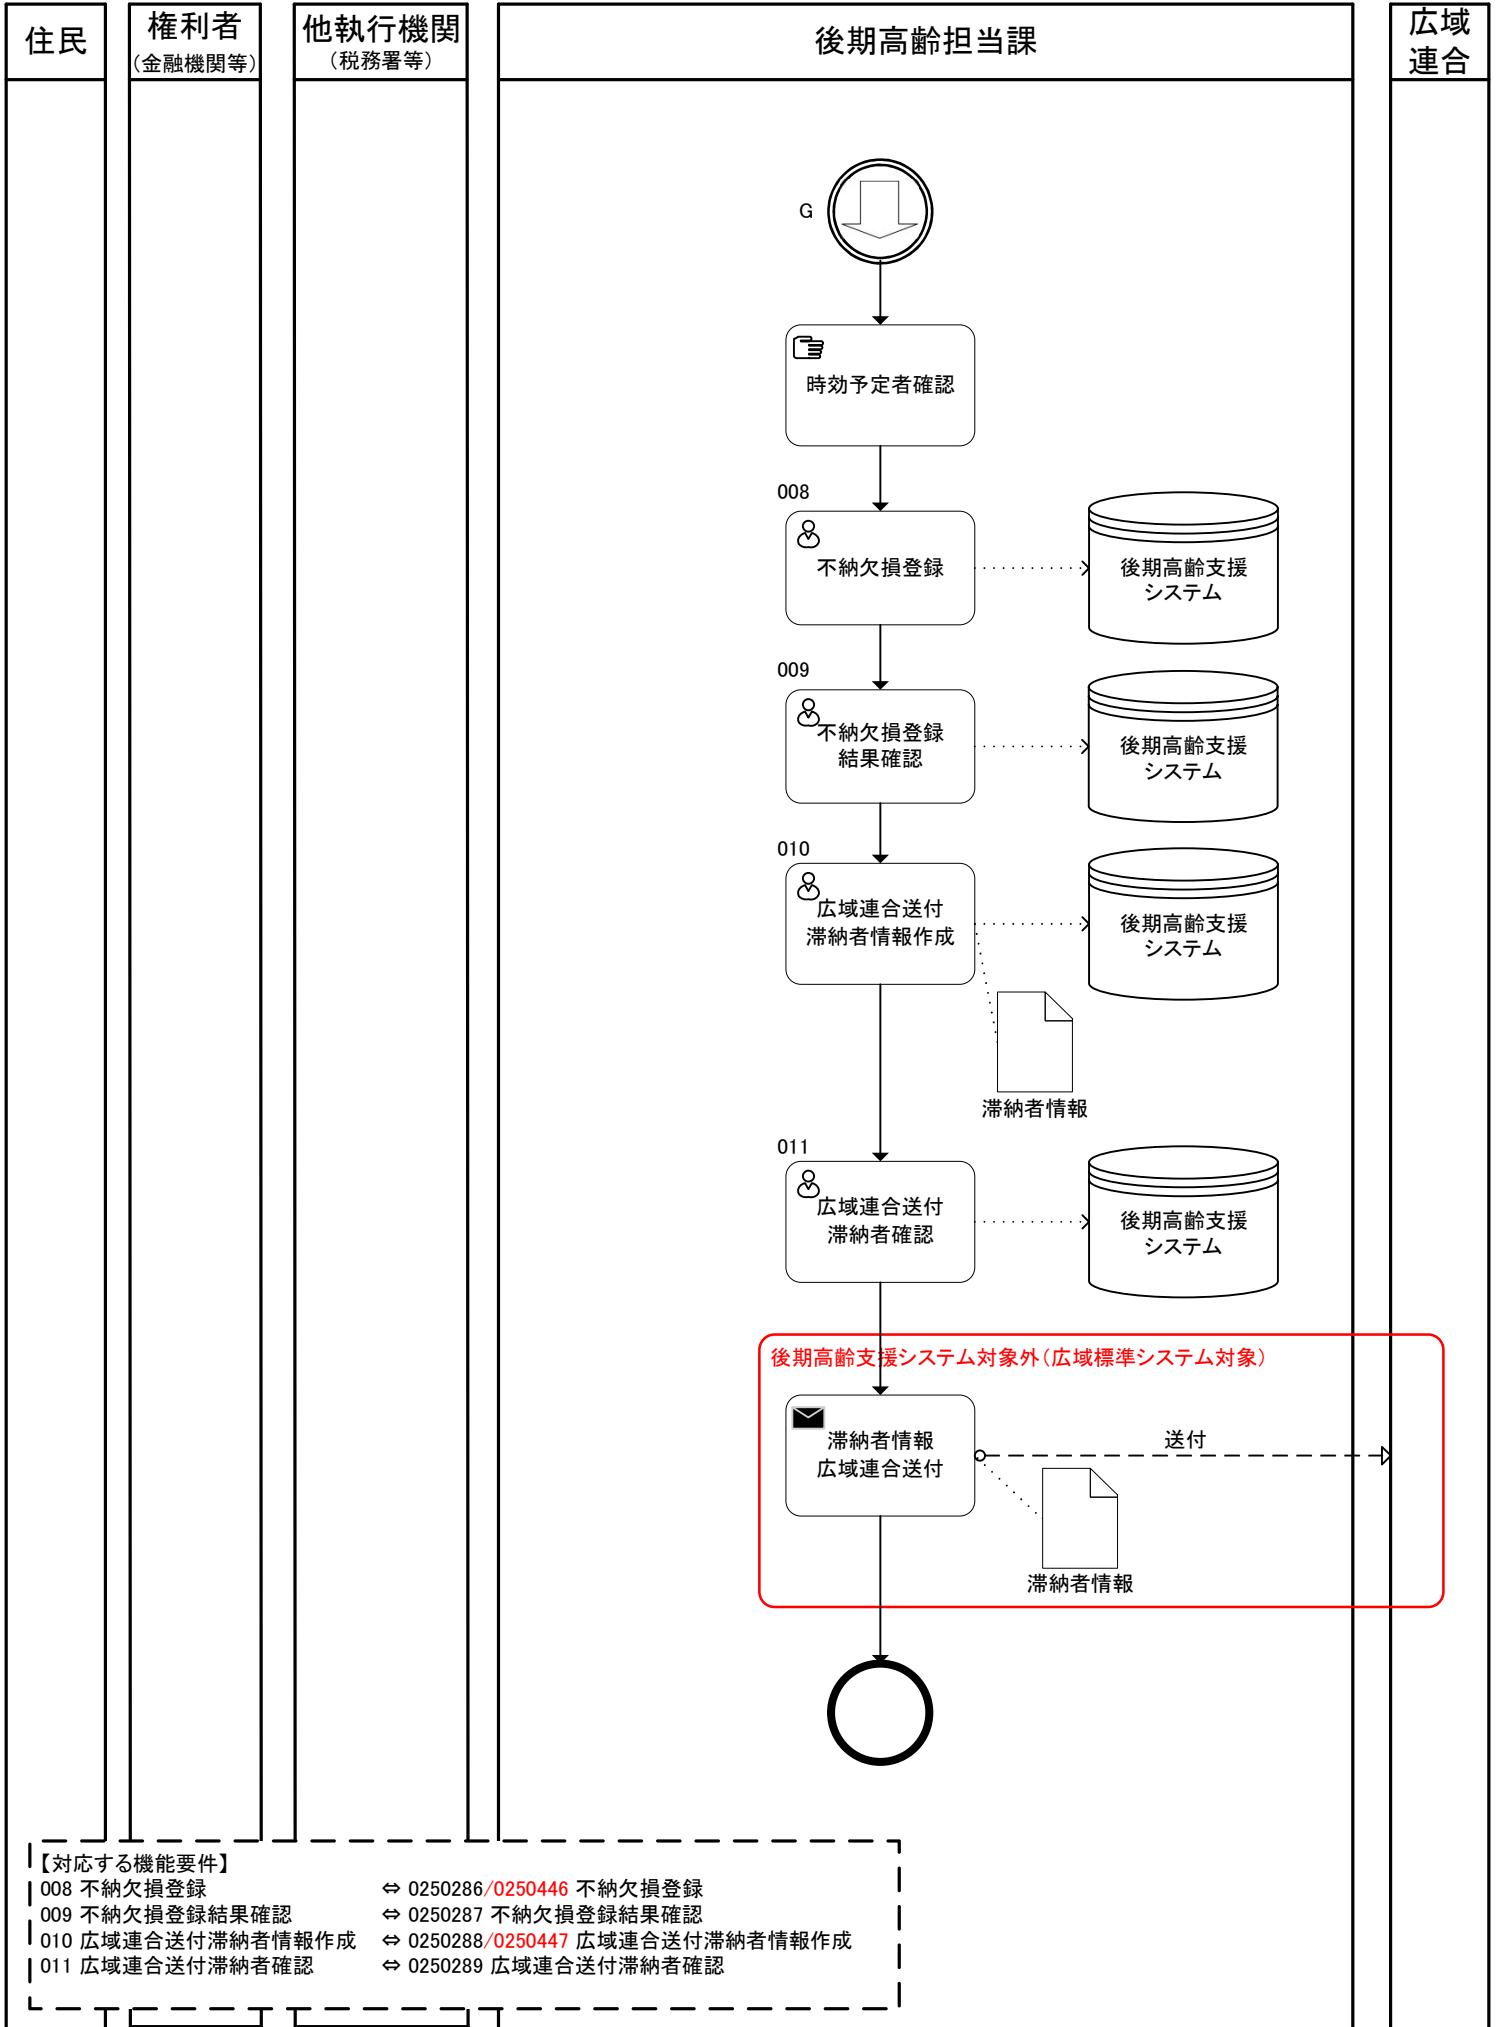 住民
権利者
（金融機関等）
他執行機関
（税務署等）
後期高齢担当課
広域
連合
G
時効予定者確認
008
不納欠損登録
後期高齢支援
システム
009
不納欠損登録
結果確認
後期高齢支援
システム
010
広域連合送付
滞納者情報作成
後期高齢支援
システム
滞納者情報
011
広域連合送付
滞納者確認
後期高齢支援
システム
後期高齢支援システム対象外（広域標準システム対象）
滞納者情報
広域連合送付
送付
滞納者情報
【対応する機能要件】
008 不納欠損登録 ⇔ 0250286/0250446 不納欠損登録
009 不納欠損登録結果確認 ⇔ 0250287 不納欠損登録結果確認
010 広域連合送付滞納者情報作成 ⇔ 0250288/0250447 広域連合送付滞納者情報作成
011 広域連合送付滞納者確認 ⇔ 0250289 広域連合送付滞納者確認